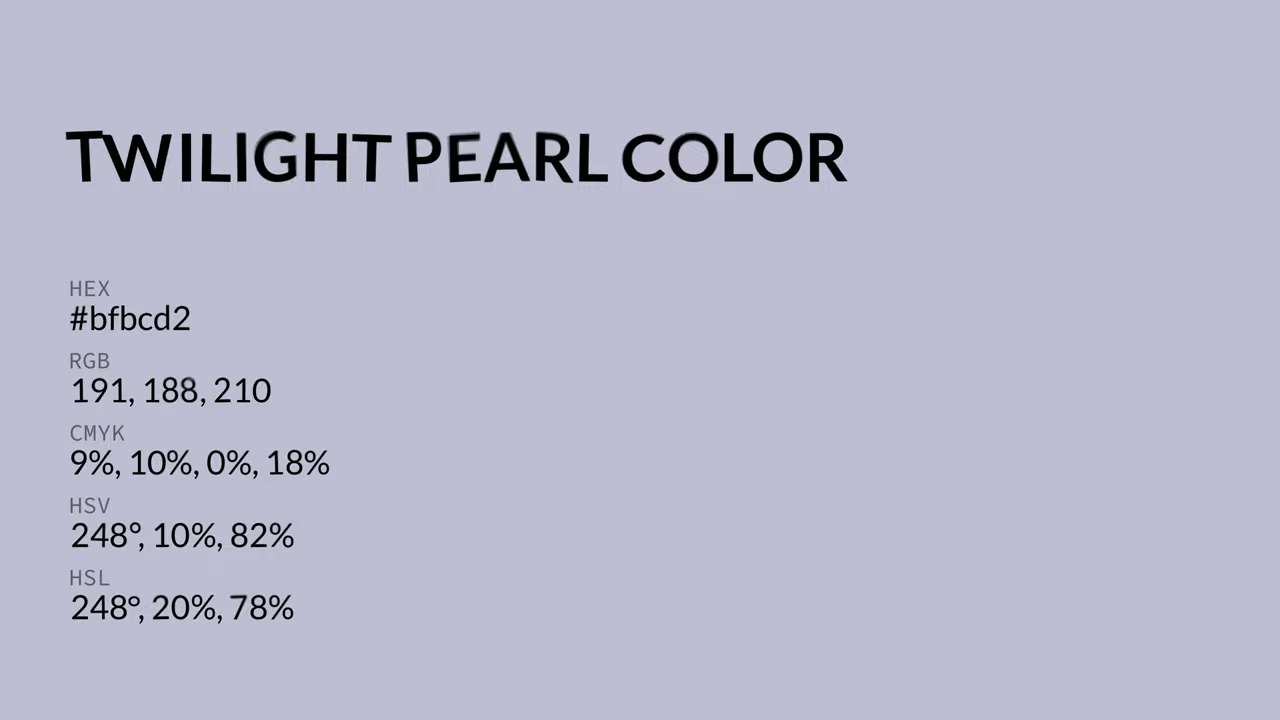 TWILIGHT PEARL COLOR
HEX
#bfbcd2
RGB
191, 188, 210
CMYK
9%, 10%, 0%, 18%
HSV
248°, 10%, 82%
HSL
248°, 20%, 78%